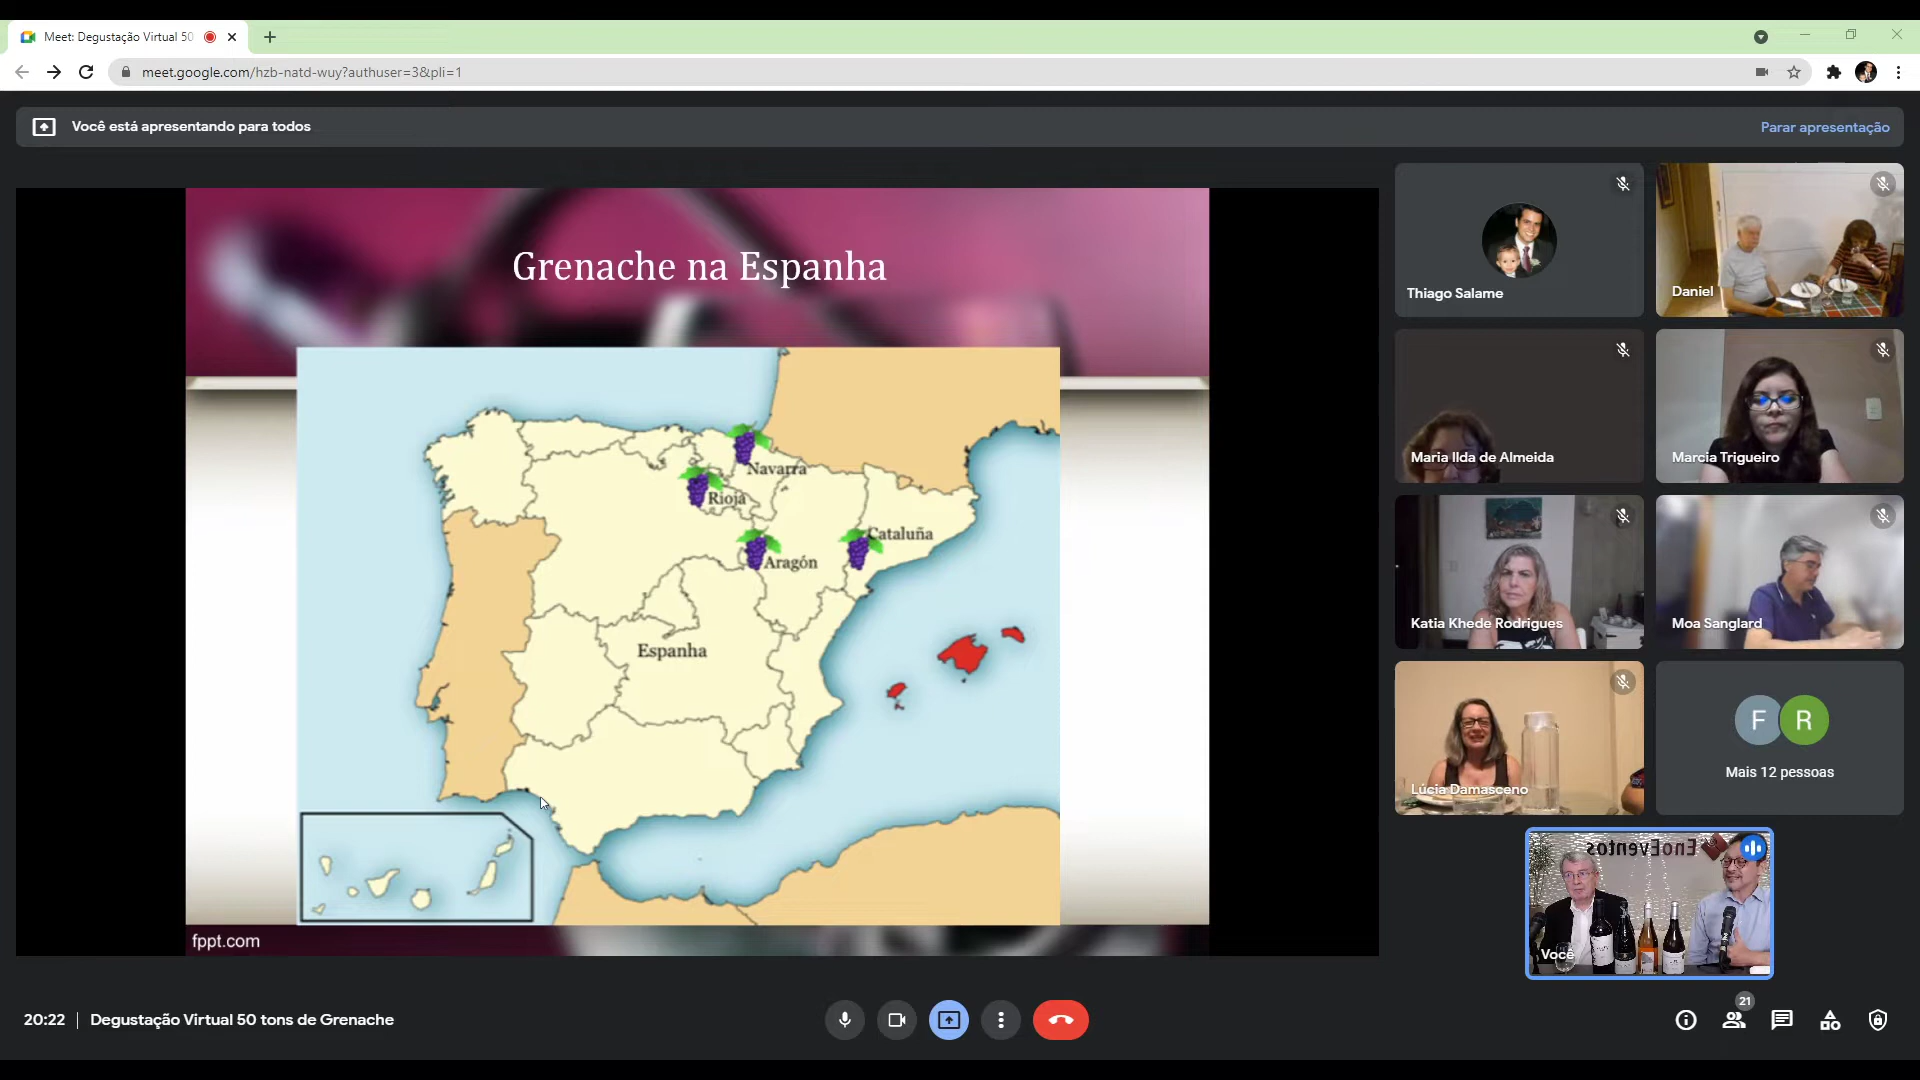 Meet: Degustação Virtual 50
meet.google.com/hzb-natd-wuy?authuser=3&pli=1
Você está apresentando para todos
Parar apresentação
Grenache na Espanha
Navarra
Rioja
Cataluña
Aragón
Espanha
fppt.com
Thiago Salame
Daniel
Maria Ilda de Almeida
Marcia Trigueiro
Katia Khede Rodrigues
Moa Sanglard
Lúcia Damasceno
F R
Mais 12 pessoas
EnoEventos
Você
20:22 | Degustação Virtual 50 tons de Grenache
21